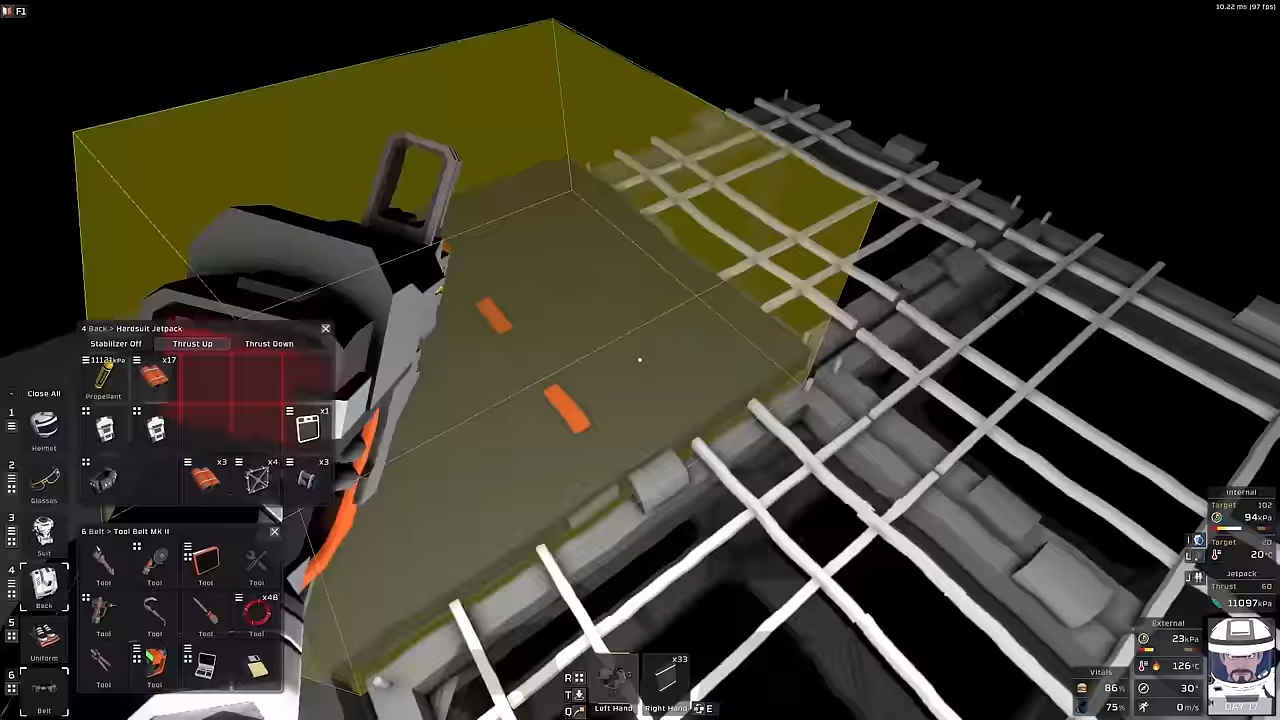 F1
10.22 ms (97 fps)
4 Back > Hardsuit Jetpack
Stabilizer Off Thrust Up Thrust Down
x17
Propellant
x1
x3 x4 x3
Close All
1
Helmet
2
Glasses
3
Suit
4
Back
5
Uniform
6
Belt
6 Belt > Tool Belt MK II
Tool Tool Tool Tool
x48
Tool Tool Tool Tool
Tool Tool
R
T
Q
x33
Left Hand Right Hand E
Internal
Target 102
94kPa
Target 20
20°C
Jetpack
Thrust 60
11097kPa
External
23kPa
126°C
30°
0m/s
Vitals
86%
75%
DAY 17